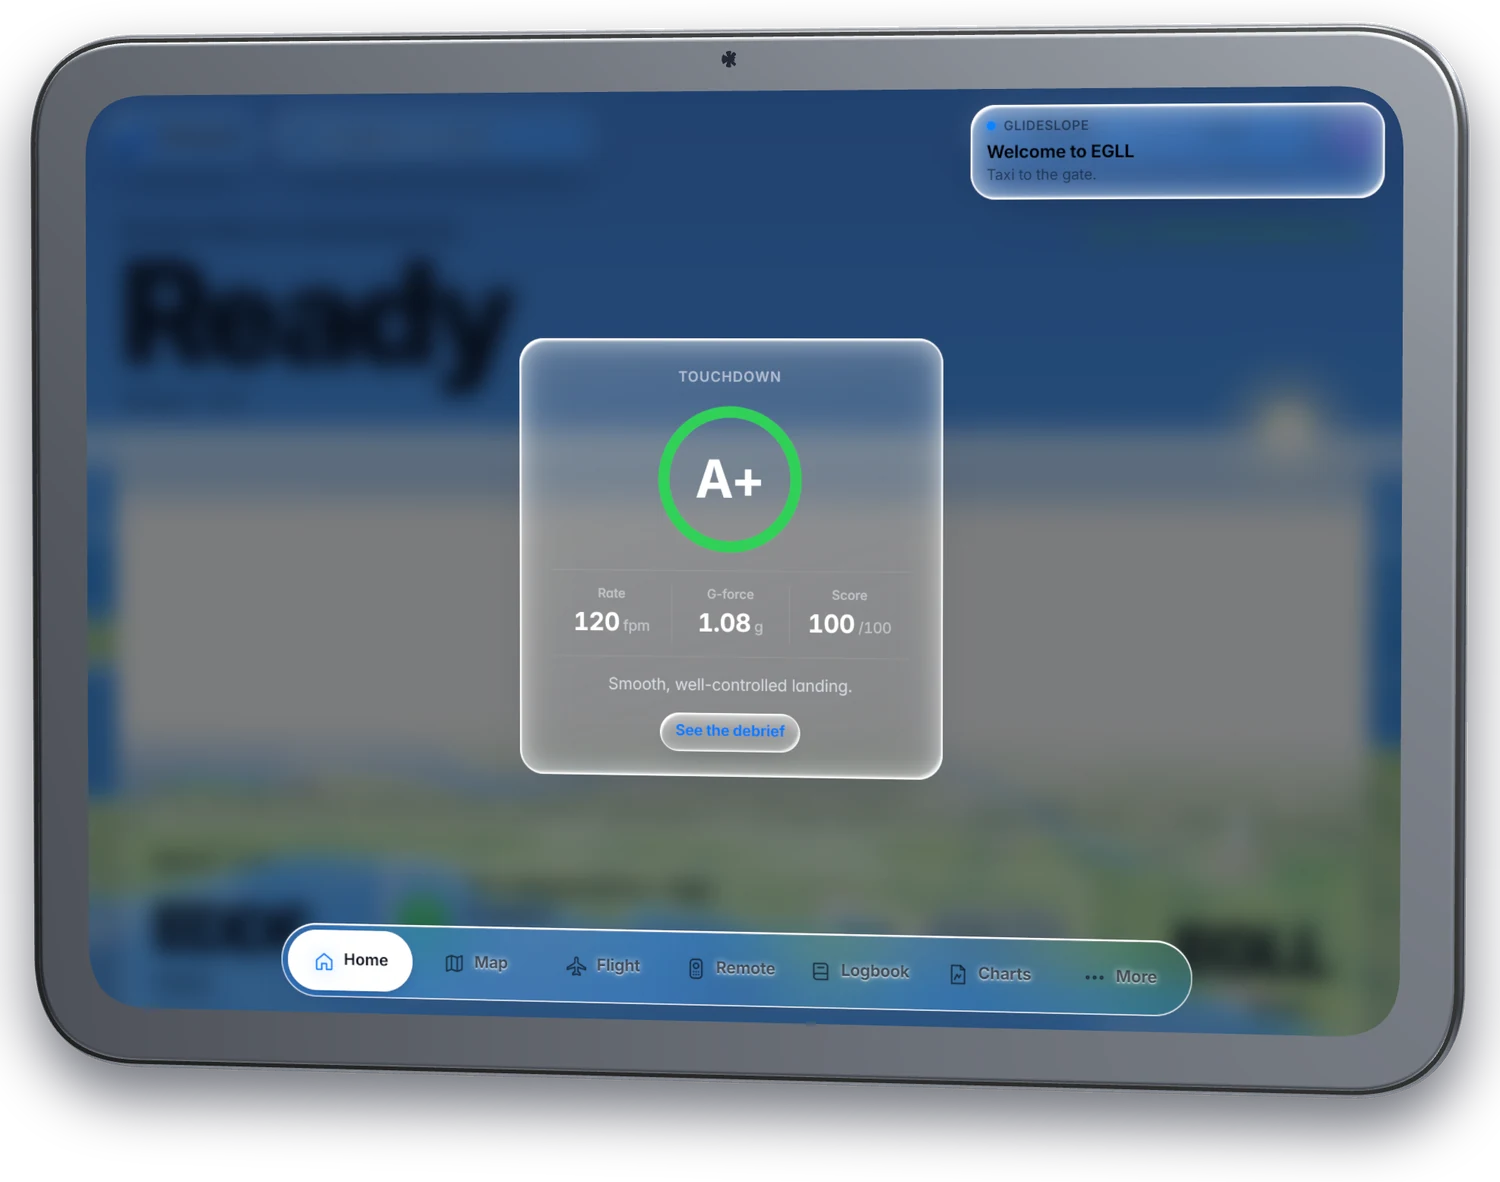 GLIDESLOPE
Welcome to EGLL
Taxi to the gate.
Ready
TOUCHDOWN
A+
Rate G-force Score
120 fpm 1.08 g 100 /100
Smooth, well-controlled landing.
See the debrief
EGLL
Home Map Flight Remote Logbook Charts More